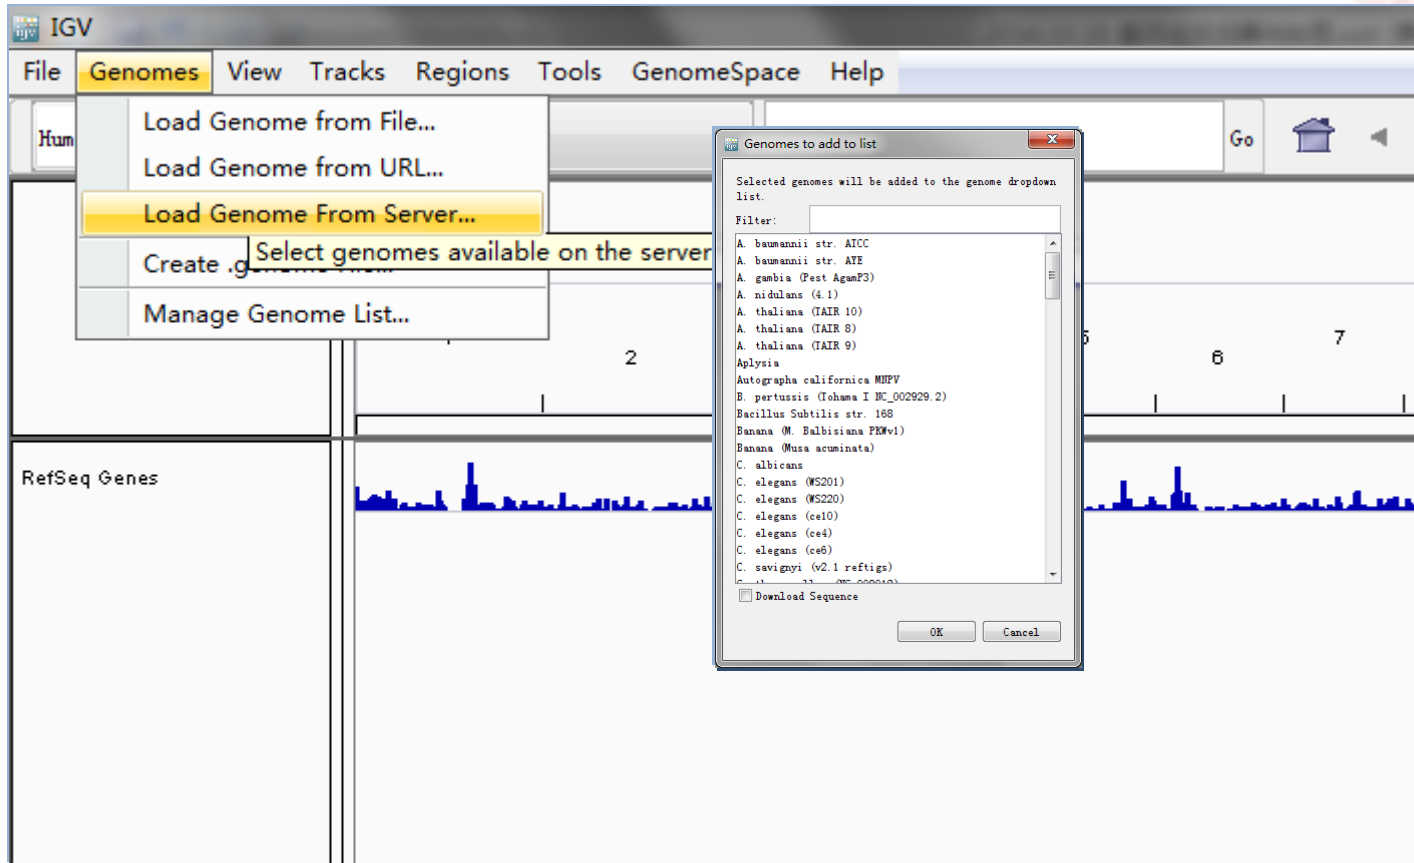 IGV
File Genomes View Tracks Regions Tools GenomeSpace Help
Load Genome from File...
Load Genome from URL...
Load Genome From Server...
Select genomes available on the server
Create
Manage Genome List...
Go
Genomes to add to list
Selected genomes will be added to the genome dropdown
list.
Filter:
A. baumannii str. ATCC
A. baumannii str. AYE
A. gambia (Pest AgamP3)
A. nidulans (4.1)
A. thaliana (TAIR 10)
A. thaliana (TAIR 8)
A. thaliana (TAIR 9)
Aplysia
Autographa californica MNPV
B. pertussis (Tohama I NC_002929.2)
Bacillus Subtilis str. 168
Banana (M. Balbisiana PKWv1)
Banana (Musa acuminata)
C. albicans
C. elegans (WS201)
C. elegans (WS220)
C. elegans (ce10)
C. elegans (ce4)
C. elegans (ce6)
C. savignyi (v2.1 reftigs)
Download Sequence
OK Cancel
2
6
7
RefSeq Genes